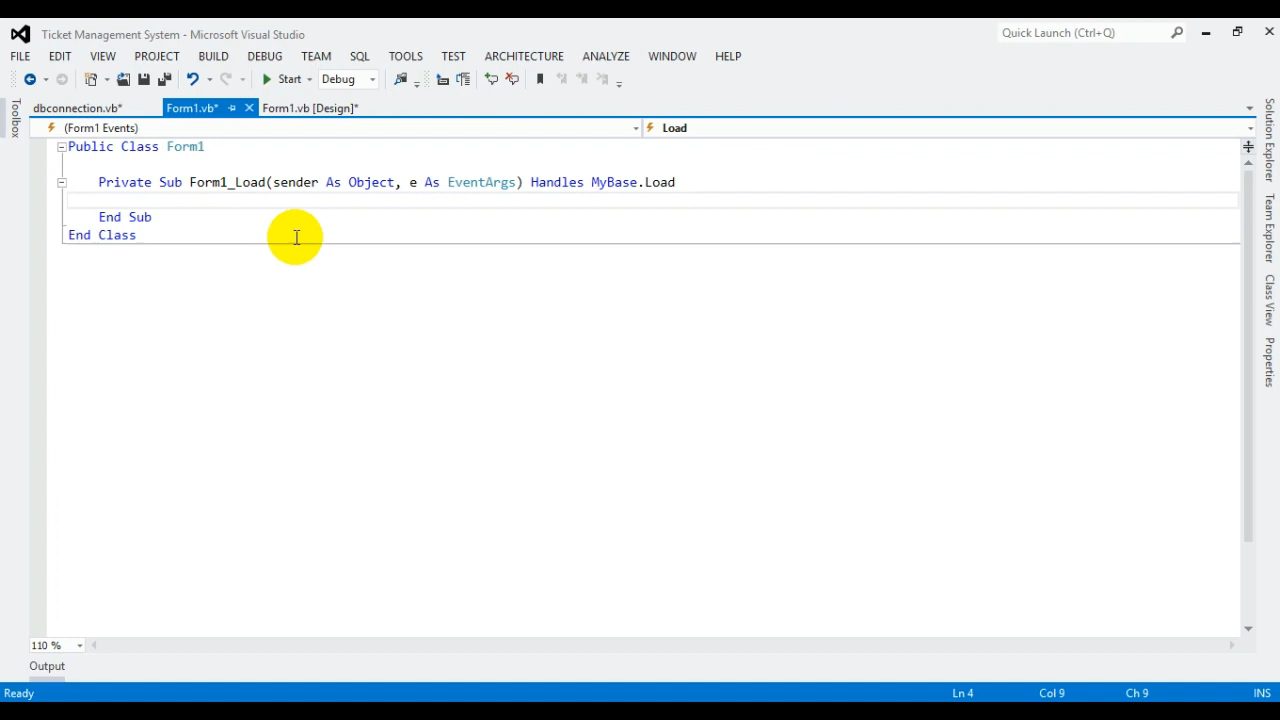 Ticket Management System - Microsoft Visual Studio
Quick Launch (Ctrl+Q)
FILE EDIT VIEW PROJECT BUILD DEBUG TEAM SQL TOOLS TEST ARCHITECTURE ANALYZE WINDOW HELP
Start Debug
dbconnection.vb* Form1.vb* Form1.vb [Design]*
(Form1 Events) Load
Public Class Form1
Private Sub Form1_Load(sender As Object, e As EventArgs) Handles MyBase.Load
End Sub
End Class
Toolbox
Solution Explorer
Team Explorer
Class View
Properties
110 %
Output
Ready Ln 4 Col 9 Ch 9 INS